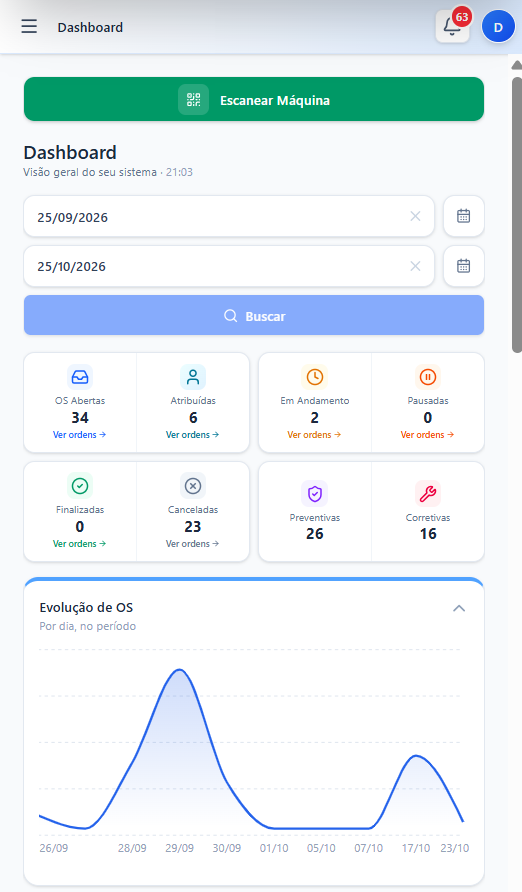 Dashboard
63
D
Escanear Máquina
Dashboard
Visão geral do seu sistema · 21:03
25/09/2026
25/10/2026
Buscar
OS Abertas
34
Ver ordens →
Atribuídas
6
Ver ordens →
Em Andamento
2
Ver ordens →
Pausadas
0
Ver ordens →
Finalizadas
0
Ver ordens →
Canceladas
23
Ver ordens →
Preventivas
26
Corretivas
16
Evolução de OS
Por dia, no período
26/09 28/09 29/09 30/09 01/10 05/10 07/10 17/10 23/10